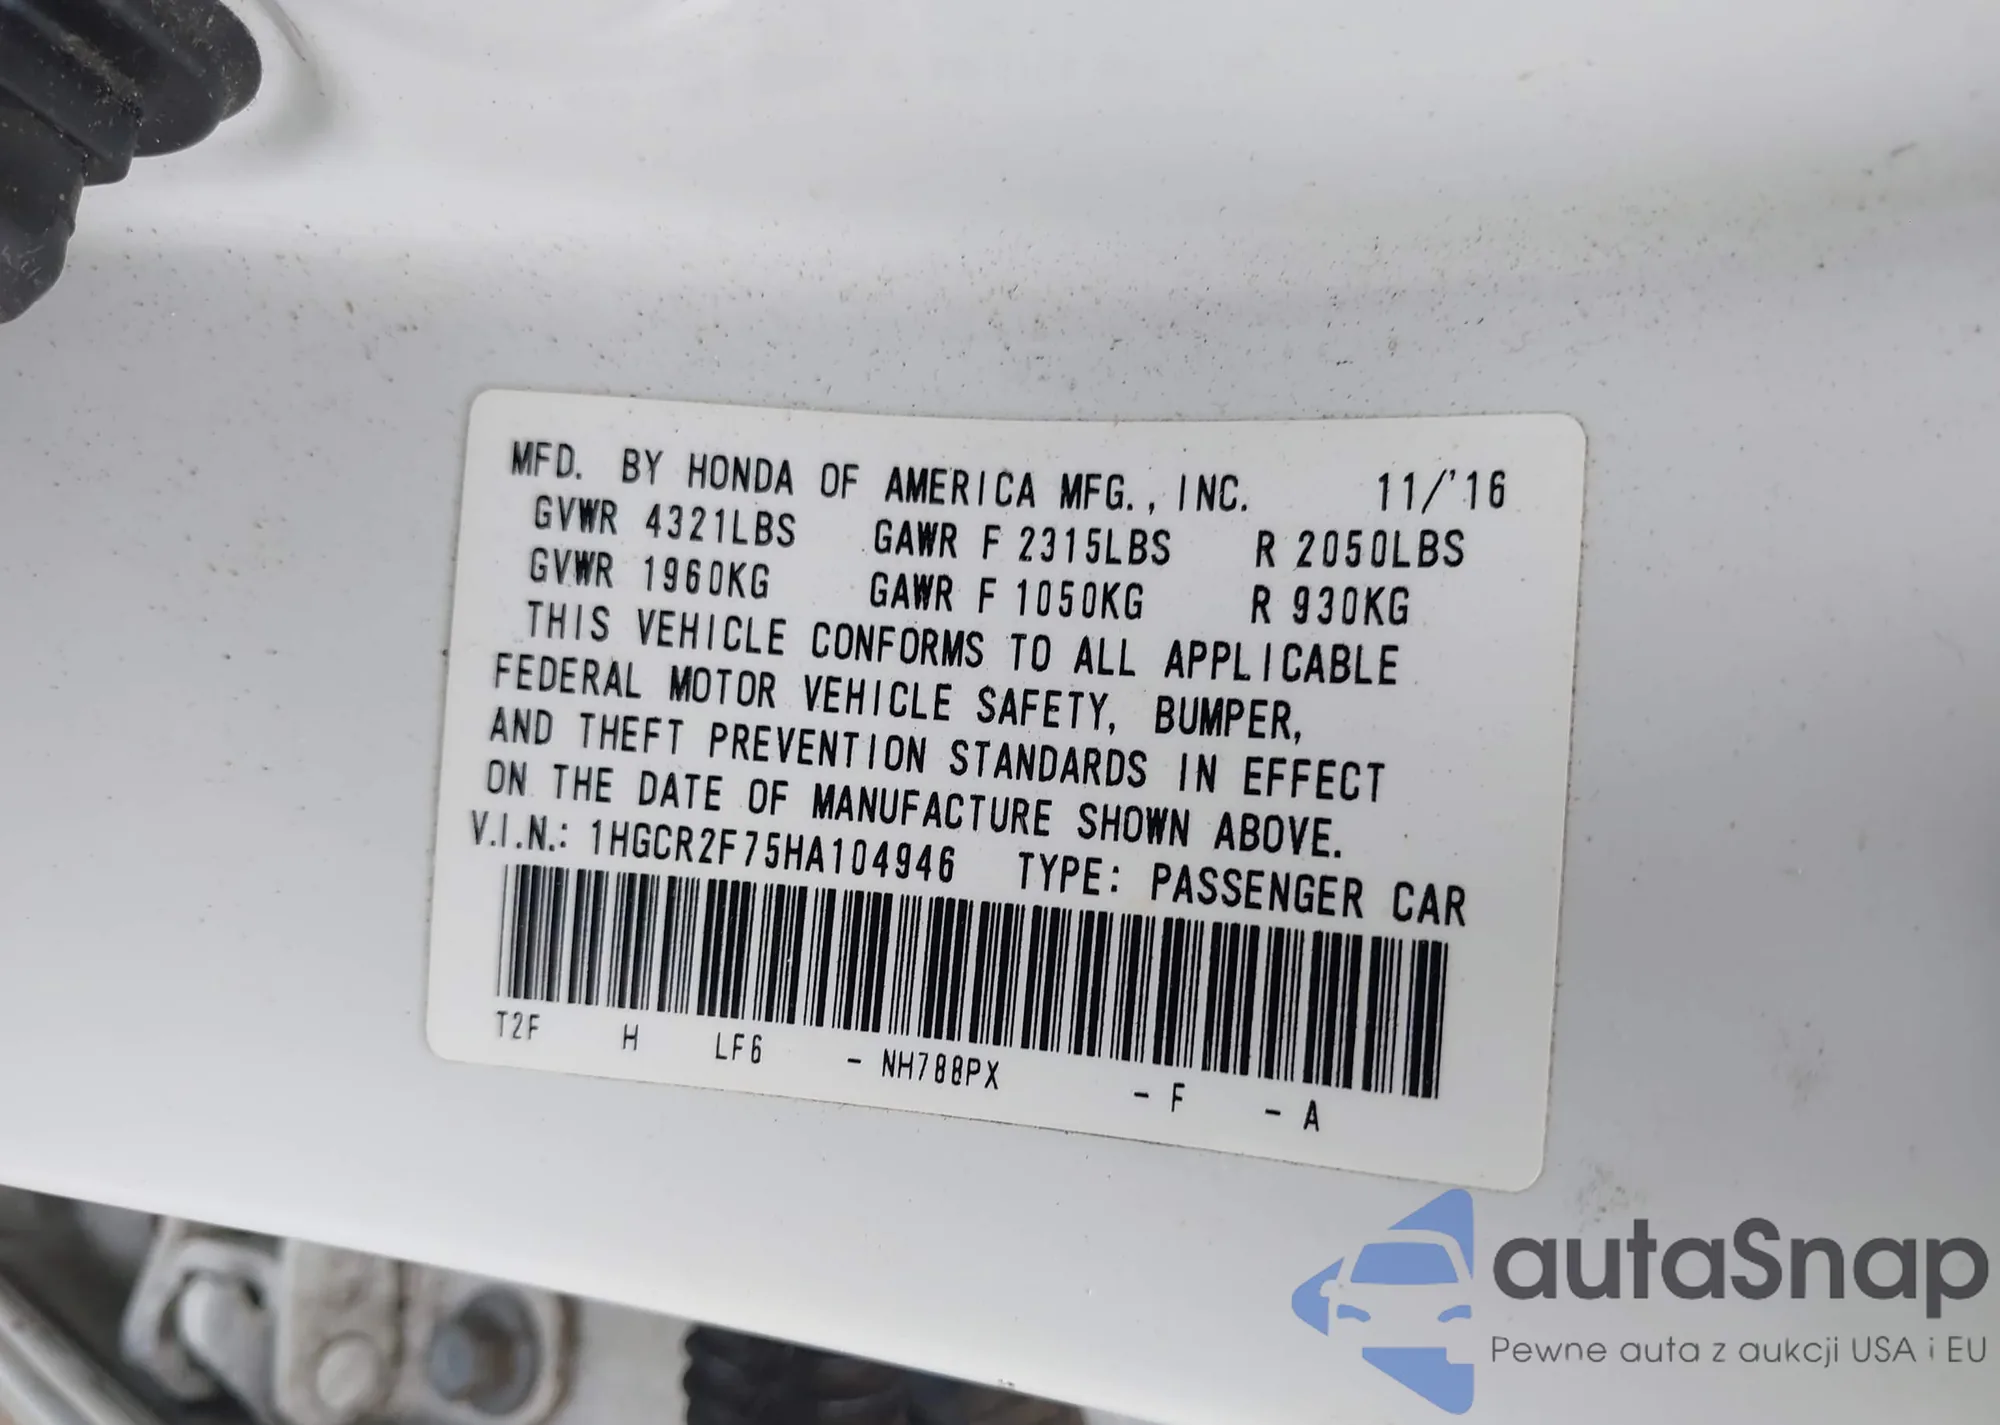 MFD. BY HONDA OF AMERICA MFG., INC. 11/'16
GVWR 4321LBS GAWR F 2315LBS R 2050LBS
GVWR 1960KG GAWR F 1050KG R 930KG
THIS VEHICLE CONFORMS TO ALL APPLICABLE
FEDERAL MOTOR VEHICLE SAFETY, BUMPER,
AND THEFT PREVENTION STANDARDS IN EFFECT
ON THE DATE OF MANUFACTURE SHOWN ABOVE.
V.I.N.: 1HGCR2F75HA104946 TYPE: PASSENGER CAR
T2F H LF6 - NH788PX - F - A
autaSnap
Pewne auta z aukcji USA i EU